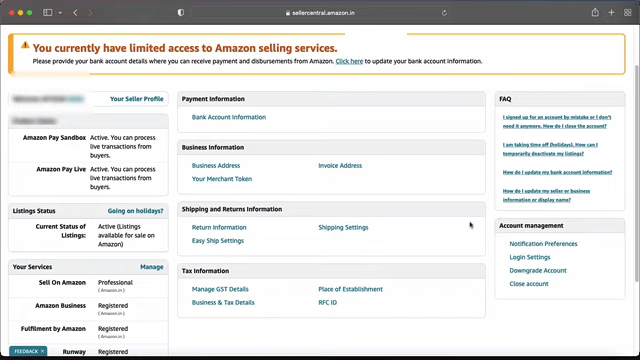 sellercentral.amazon.in
You currently have limited access to Amazon selling services.
Please provide your bank account details where you can receive payment and disbursements from Amazon. Click here to update your bank account information.
Your Seller Profile
Amazon Pay Sandbox
Active. You can process
live transactions from
buyers.
Amazon Pay Live
Active. You can process
live transactions from
buyers.
Listings Status
Going on holidays?
Current Status of
Listings:
Active (Listings
available for sale on
Amazon)
Your Services
Manage
Sell On Amazon
Professional
( Amazon.in )
Amazon Business
Registered
( Amazon.in )
Fulfilment by Amazon
Registered
( Amazon.in )
Runway
Registered
FEEDBACK ×
Payment Information
Bank Account Information
Business Information
Business Address
Invoice Address
Your Merchant Token
Shipping and Returns Information
Return Information
Shipping Settings
Easy Ship Settings
Tax Information
Manage GST Details
Place of Establishment
Business & Tax Details
RFC ID
FAQ
I signed up for an account by mistake or I don't
need it anymore. How do I close the account?
I am taking time off (holidays). How can I
temporarily deactivate my listings?
How do I update my bank account information?
How do I update my seller or business
information or display name?
Account management
Notification Preferences
Login Settings
Downgrade Account
Close account